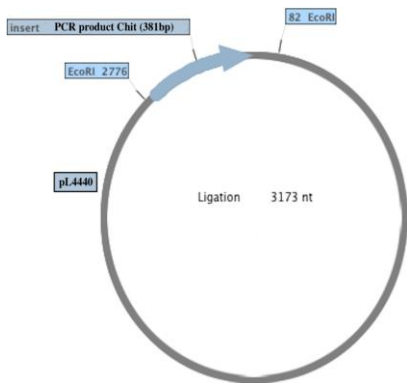 82 EcoRI
insert PCR product Chit (381bp)
EcoRI 2776
pL4440
Ligation 3173 nt